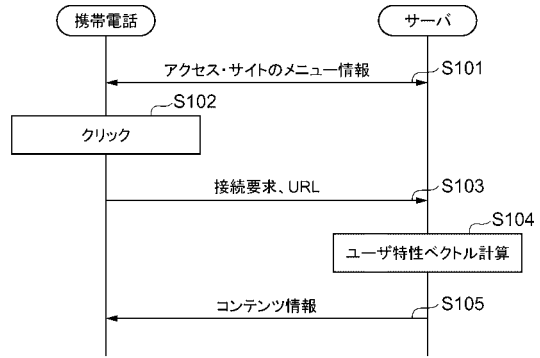 携帯電話
サーバ
アクセス・サイトのメニュー情報
S101
S102
クリック
接続要求、URL
S103
S104
ユーザ特性ベクトル計算
コンテンツ情報
S105